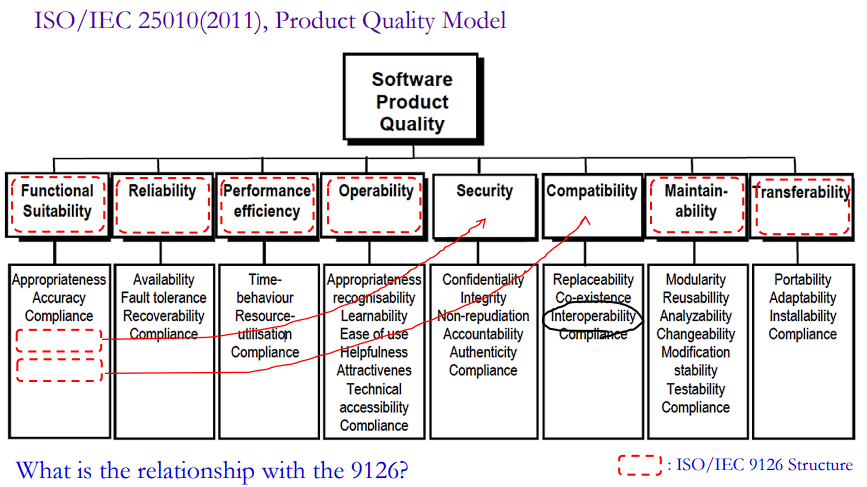 ISO/IEC 25010(2011), Product Quality Model
Software
Product
Quality
Functional
Suitability
Reliability
Performance
efficiency
Operability
Security
Compatibility
Maintain-
ability
Transferability
Appropriateness
Accuracy
Compliance
Availability
Fault tolerance
Recoverability
Compliance
Time-
behaviour
Resource-
utilisation
Compliance
Appropriateness
recognisability
Learnability
Ease of use
Helpfulness
Attractivenes
Technical
accessibility
Compliance
Confidentiality
Integrity
Non-repudiation
Accountability
Authenticity
Compliance
Replaceability
Co-existence
Interoperability
Compliance
Modularity
Reusability
Analyzability
Changeability
Modification
stability
Testability
Compliance
Portability
Adaptability
Installability
Compliance
What is the relationship with the 9126?
: ISO/IEC 9126 Structure